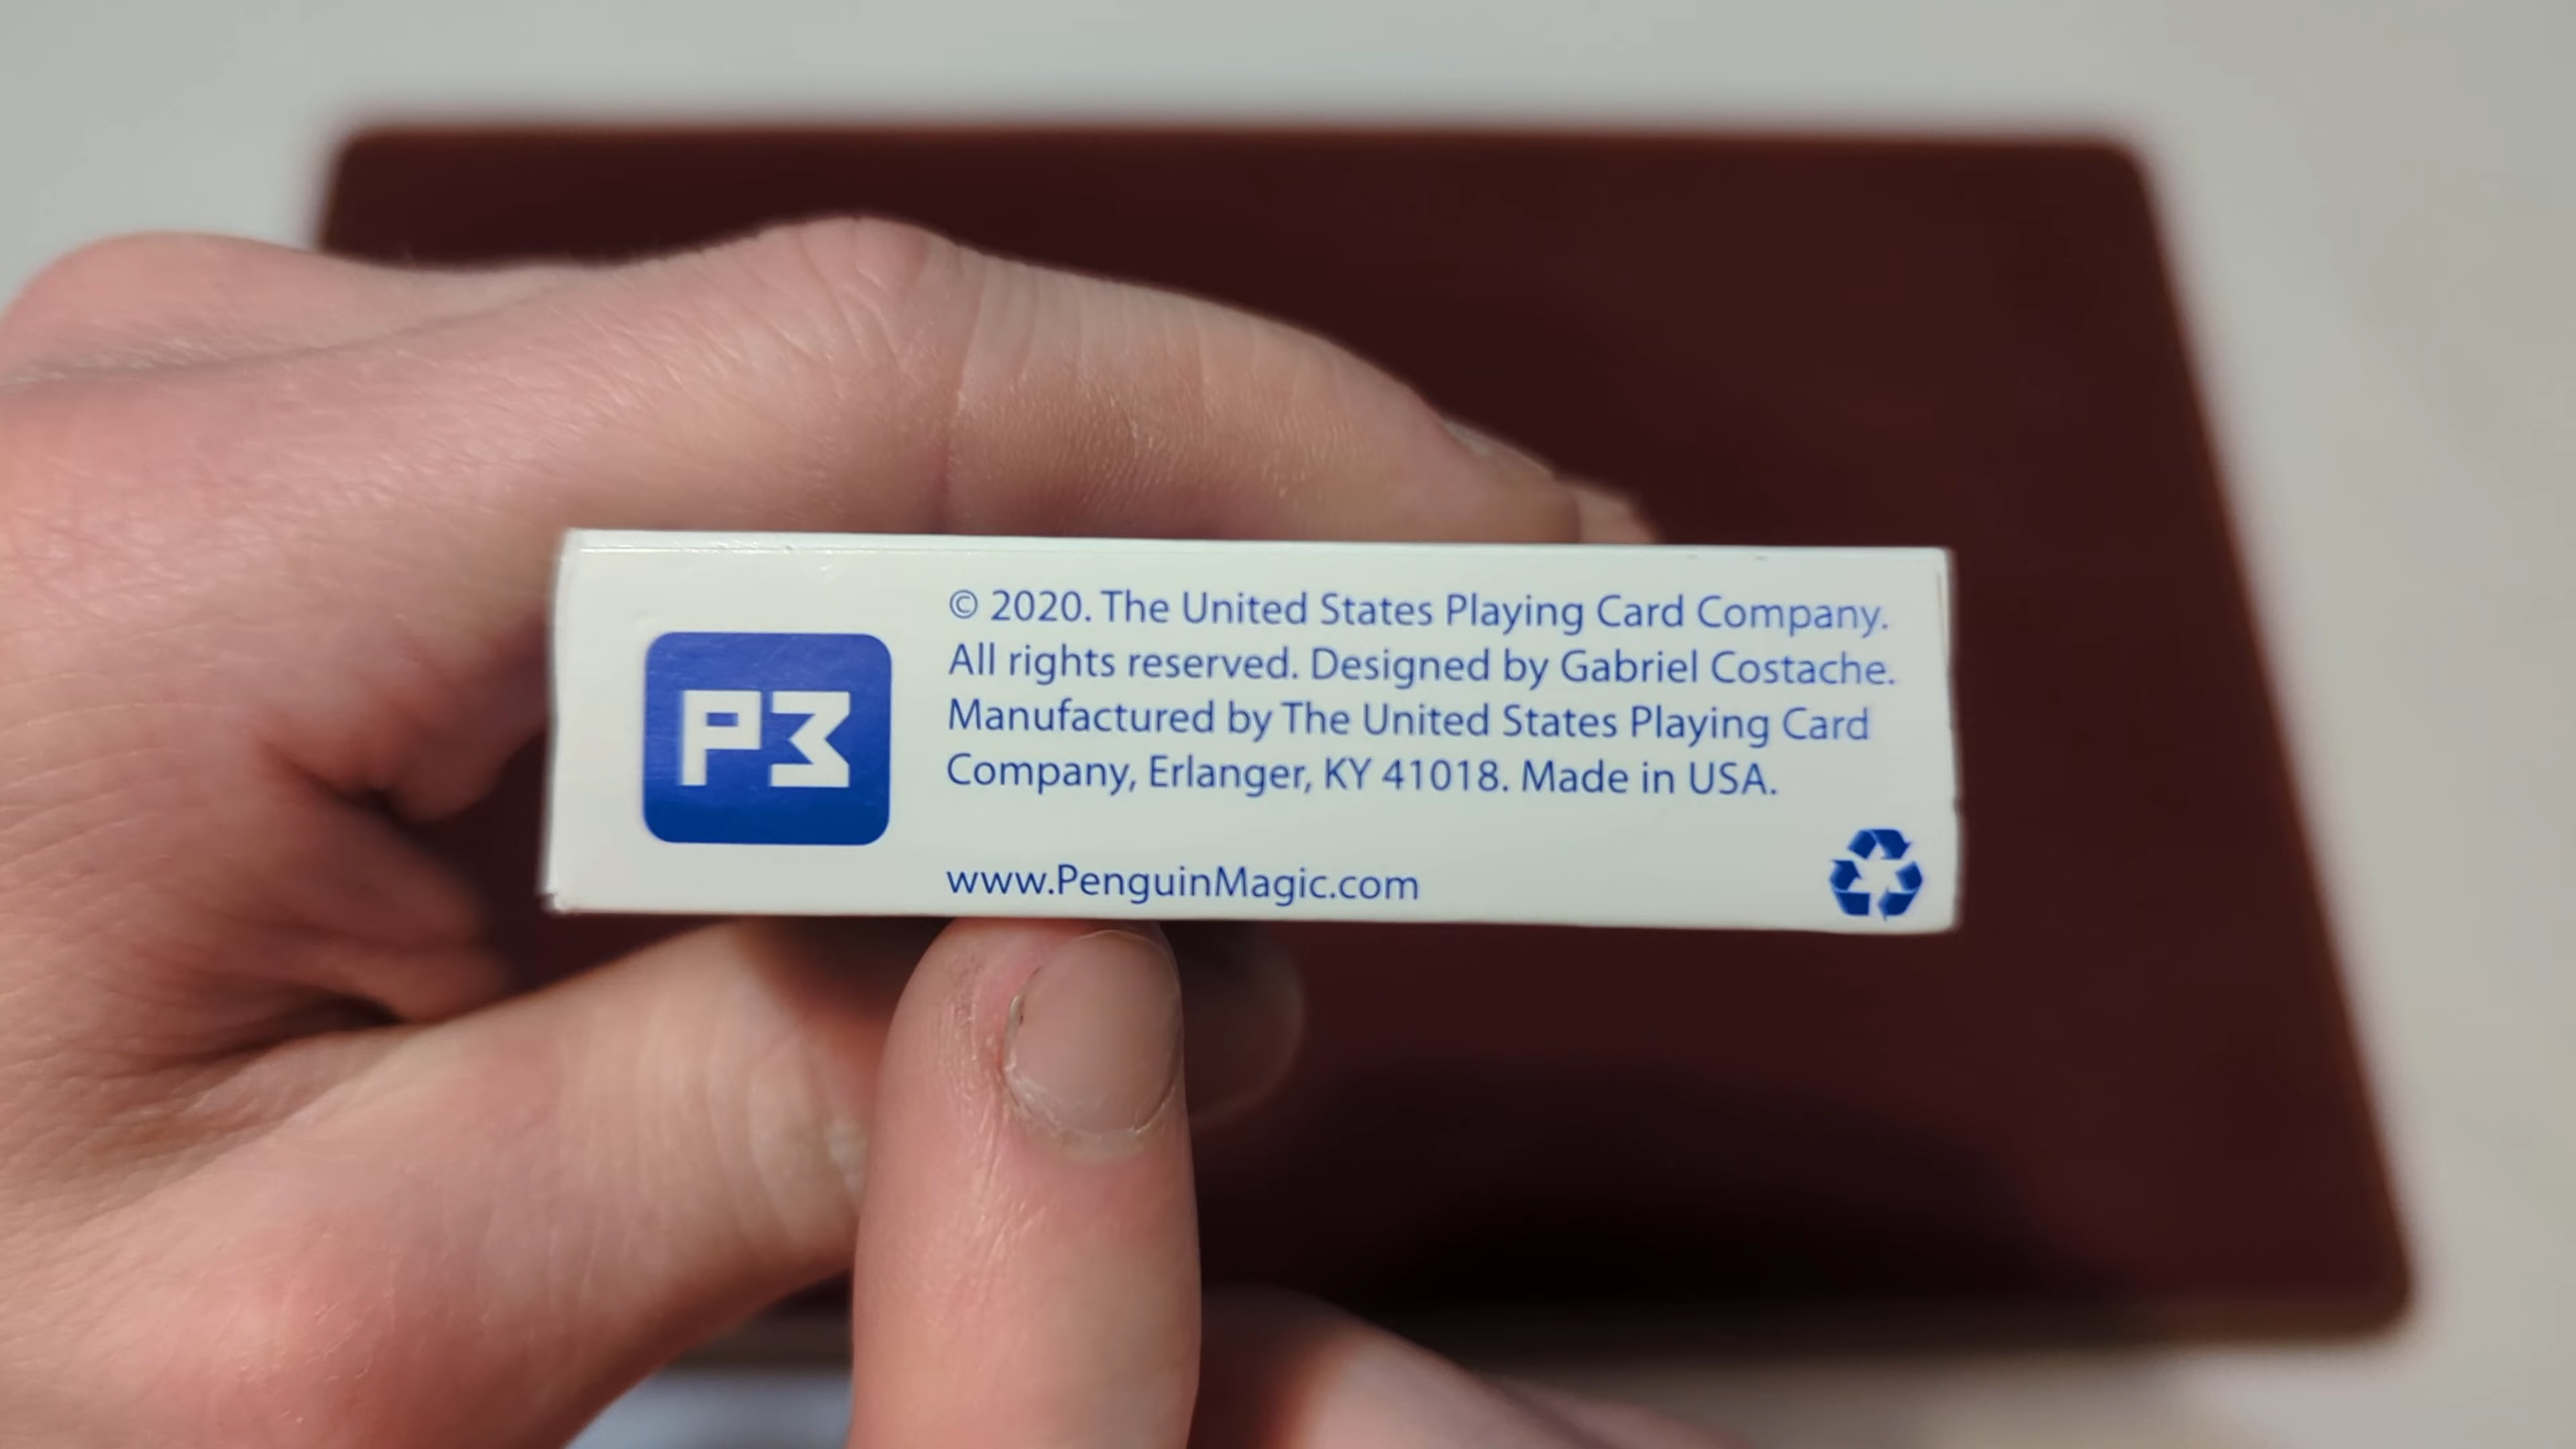 P3
© 2020. The United States Playing Card Company.
All rights reserved. Designed by Gabriel Costache.
Manufactured by The United States Playing Card
Company, Erlanger, KY 41018. Made in USA.
www.PenguinMagic.com